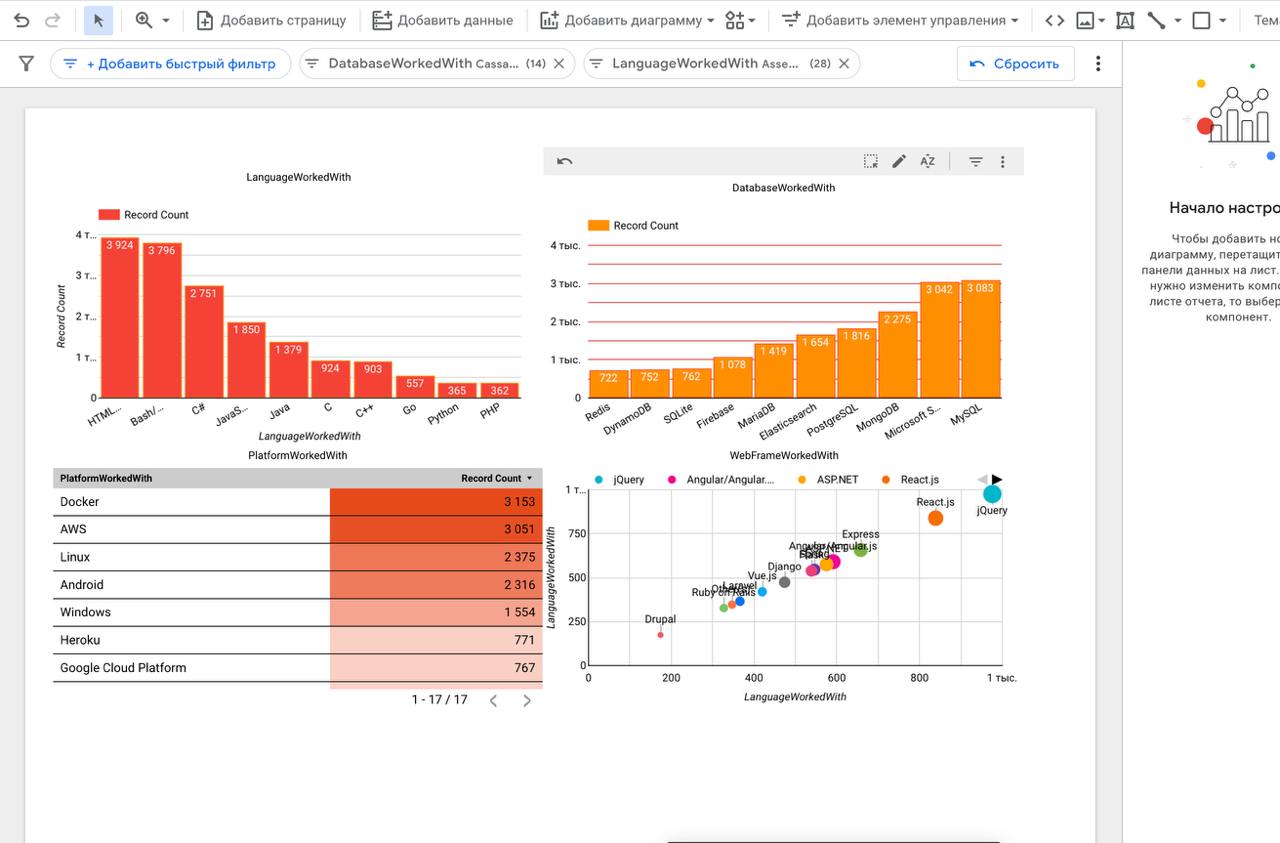 Добавить страницу
Добавить данные
Добавить диаграмму
Добавить элемент управления
Тем
+ Добавить быстрый фильтр
DatabaseWorkedWith Cassa... (14)
LanguageWorkedWith Asse... (28)
Сбросить
LanguageWorkedWith
Record Count
4 т...
3 т...
2 т...
1 т...
0
Record Count
3 924
3 796
2 751
1 850
1 379
924
903
557
365
362
HTML...
Bash/...
C#
JavaS...
Java
C
C++
Go
Python
PHP
LanguageWorkedWith
DatabaseWorkedWith
Record Count
4 тыс.
3 тыс.
2 тыс.
1 тыс.
0
722
752
762
1 078
1 419
1 654
1 816
2 275
3 042
3 083
Redis
DynamoDB
SQLite
Firebase
MariaDB
Elasticsearch
PostgreSQL
MongoDB
Microsoft S...
MySQL
PlatformWorkedWith
PlatformWorkedWith Record Count
Docker 3 153
AWS 3 051
Linux 2 375
Android 2 316
Windows 1 554
Heroku 771
Google Cloud Platform 767
1 - 17 / 17
WebFrameWorkedWith
jQuery
Angular/Angular....
ASP.NET
React.js
1 т...
750
500
250
0
LanguageWorkedWith
jQuery
React.js
Express
Angular/Angular.js
Django
Vue.js
Laravel
Ruby on Rails
Drupal
0
200
400
600
800
1 тыс.
LanguageWorkedWith
Начало настро
Чтобы добавить но
диаграмму, перетащит
панели данных на лист.
нужно изменить компо
листе отчета, то выбер
компонент.